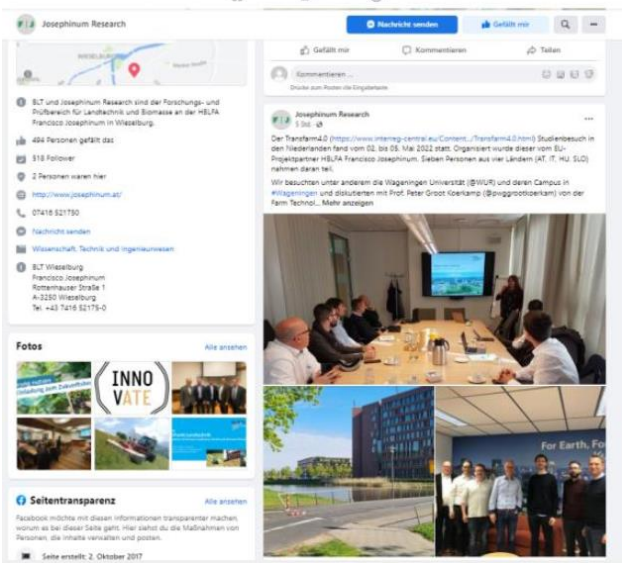 Josephinum Research
Nachricht senden
Gefällt mir
WIESELBURG
BLT und Josephinum Research sind der Forschungs- und
Prüfbereich für Landtechnik und Biomasse an der HBLFA
Francisco Josephinum in Wieselburg.
494 Personen gefällt das
518 Follower
2 Personen waren hier
http://www.josephinum.at/
07416 521750
Nachricht senden
Wissenschaft, Technik und Ingenieurwesen
BLT Wieselburg
Francisco Josephinum
Rottenhauser Straße 1
A-3250 Wieselburg
Tel. +43 7416 52175-0
Fotos
Alle ansehen
INNO
VATE
Seitentransparenz
Alle ansehen
Facebook möchte mit diesen Informationen transparenter machen,
worum es bei dieser Seite geht. Hier siehst du die Maßnahmen von
Personen, die Inhalte verwalten und posten.
Seite erstellt: 2. Oktober 2017
Gefällt mir
Kommentieren
Teilen
Kommentieren ...
Drücke zum Posten die Eingabetaste.
Josephinum Research
5 Std.
Der Transfarm4.0 (https://www.interreg-central.eu/Content.../Transfarm4.0.html) Studienbesuch in
den Niederlanden fand vom 02. bis 05. Mai 2022 statt. Organisiert wurde dieser vom EU-
Projektpartner HBLFA Francisco Josephinum. Sieben Personen aus vier Ländern (AT, IT, HU, SLO)
nahmen daran teil.
Wir besuchten unter anderem die Wageningen Universität (@WUR) und deren Campus in
#Wageningen und diskutierten mit Prof. Peter Groot Koerkamp (@pwggrootkoerkam) von der
Farm Technol... Mehr anzeigen
For Earth, Fo